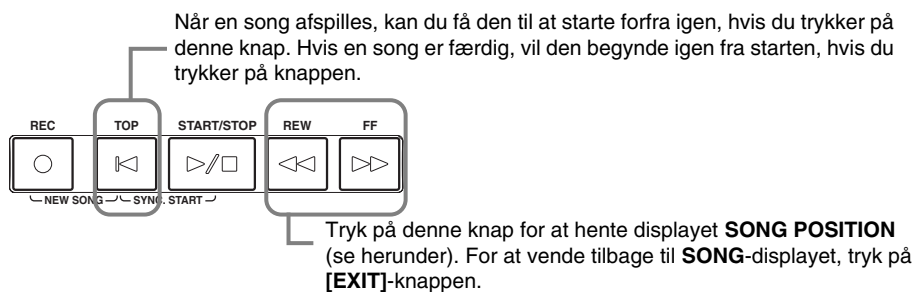 Når en song afspilles, kan du få den til at starte forfra igen, hvis du trykker på
denne knap. Hvis en song er færdig, vil den begynde igen fra starten, hvis du
trykker på knappen.
REC TOP START/STOP REW FF
NEW SONG SYNC. START
Tryk på denne knap for at hente displayet SONG POSITION
(se herunder). For at vende tilbage til SONG-displayet, tryk på
[EXIT]-knappen.